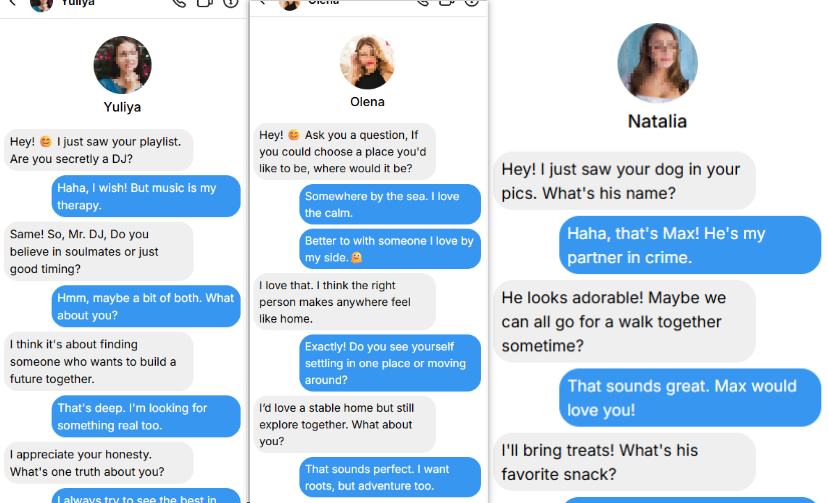 Yuliya
Yuliya
Hey! 😊 I just saw your playlist.
Are you secretly a DJ?
Haha, I wish! But music is my
therapy.
Same! So, Mr. DJ, Do you
believe in soulmates or just
good timing?
Hmm, maybe a bit of both. What
about you?
I think it's about finding
someone who wants to build a
future together.
That's deep. I'm looking for
something real too.
I appreciate your honesty.
What's one truth about you?
I always try to see the best in
Olena
Olena
Hey! 😊 Ask you a question, If
you could choose a place you'd
like to be, where would it be?
Somewhere by the sea. I love
the calm.
Better to with someone I love by
my side.🤗
I love that. I think the right
person makes anywhere feel
like home.
Exactly! Do you see yourself
settling in one place or moving
around?
I'd love a stable home but still
explore together. What about
you?
That sounds perfect. I want
roots, but adventure too.
Natalia
Hey! I just saw your dog in your
pics. What's his name?
Haha, that's Max! He's my
partner in crime.
He looks adorable! Maybe we
can all go for a walk together
sometime?
That sounds great. Max would
love you!
I'll bring treats! What's his
favorite snack?